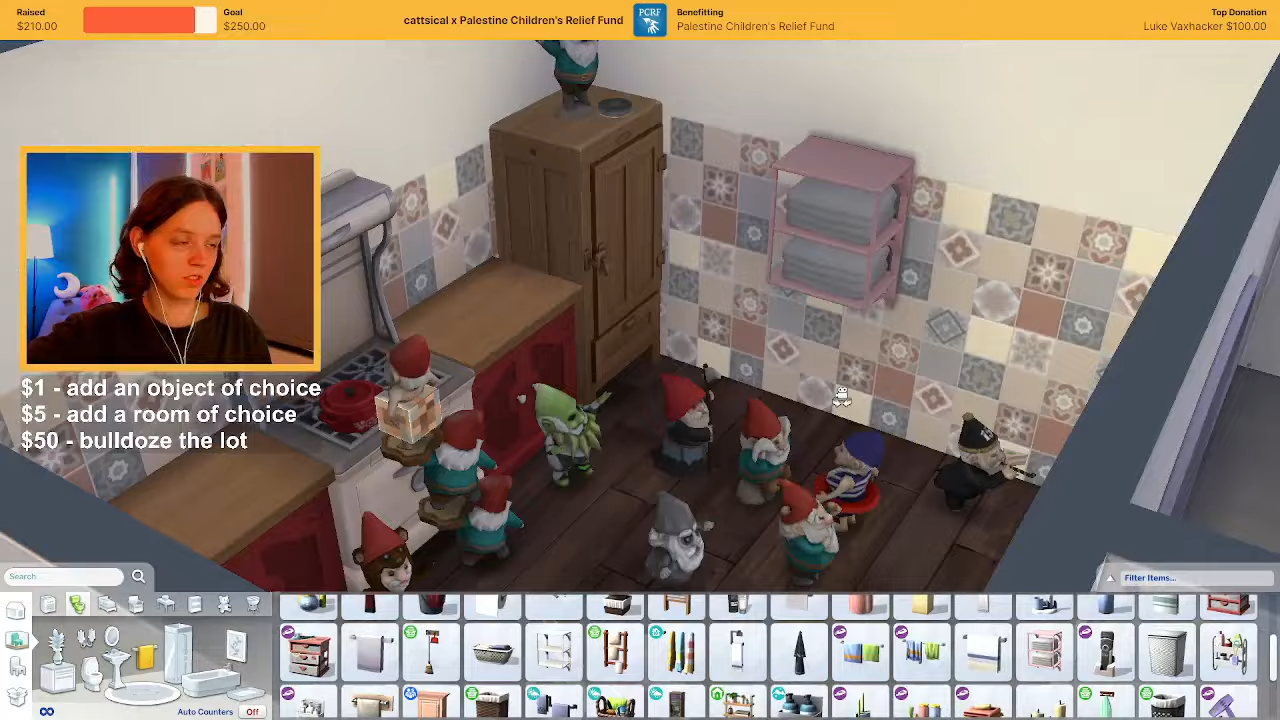 Raised
$210.00
Goal
$250.00
cattsical x Palestine Children's Relief Fund
PCRF
Benefitting
Palestine Children's Relief Fund
Top Donation
Luke Vaxhacker $100.00
$1 - add an object of choice
$5 - add a room of choice
$50 - bulldoze the lot
Search
Filter Items...
Auto Counters
Off